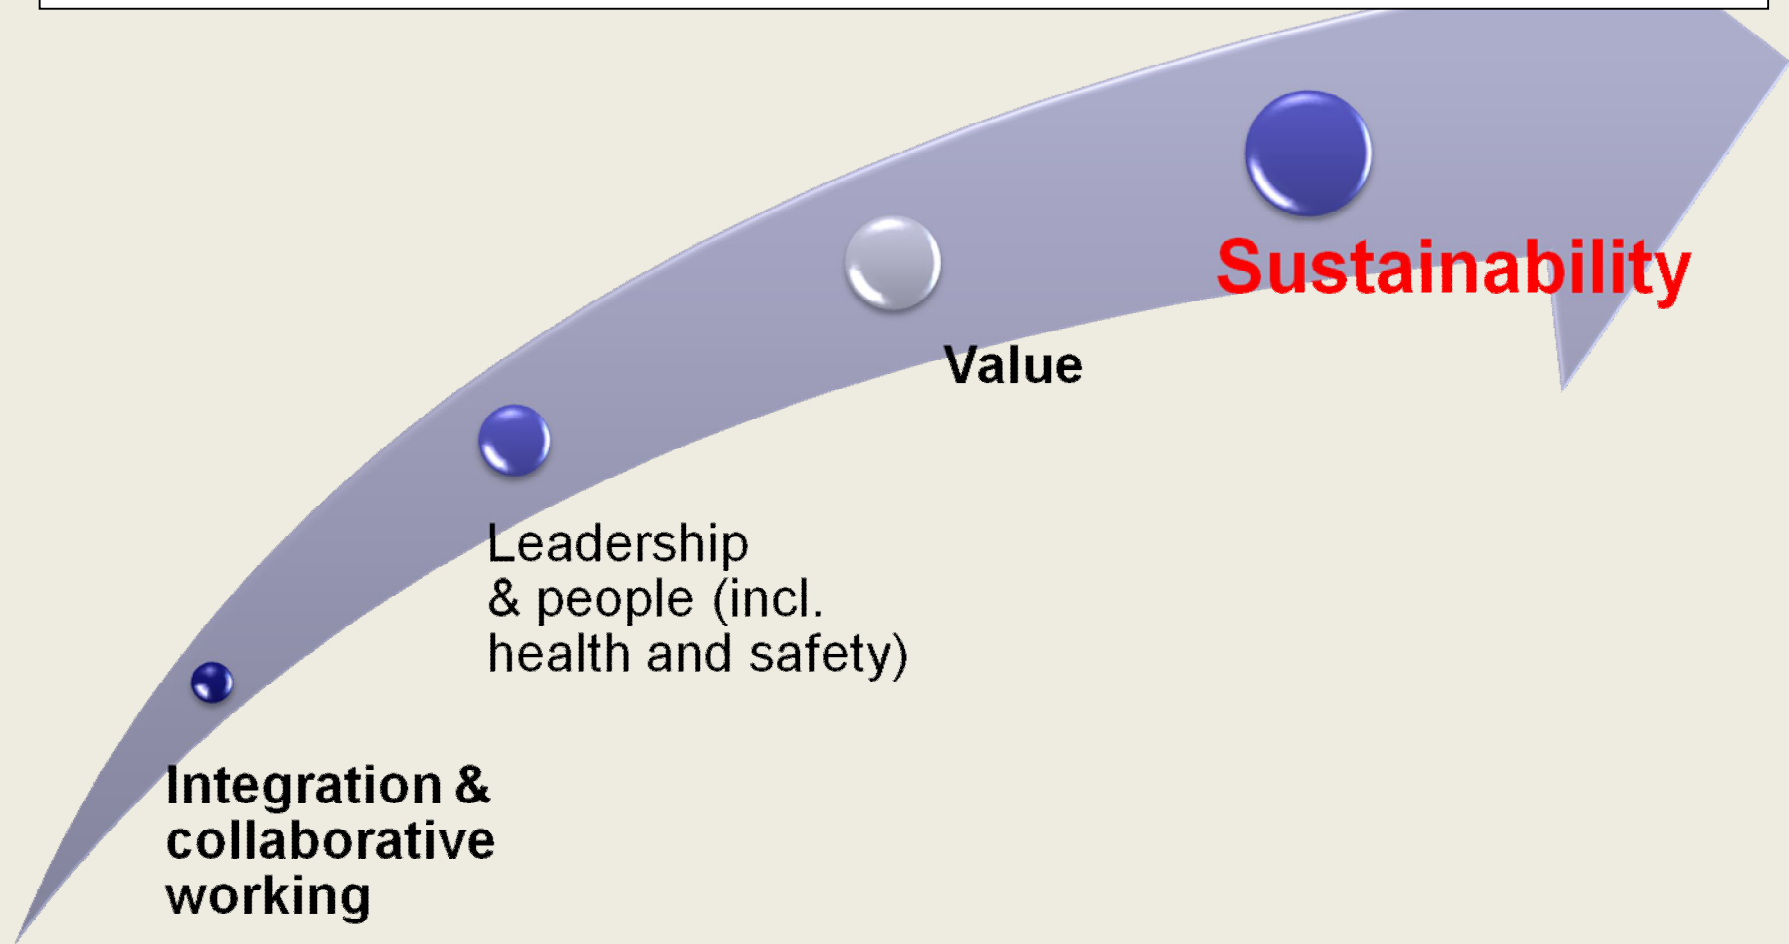 Sustainability
Value
Leadership
& people (incl.
health and safety)
Integration &
collaborative
working